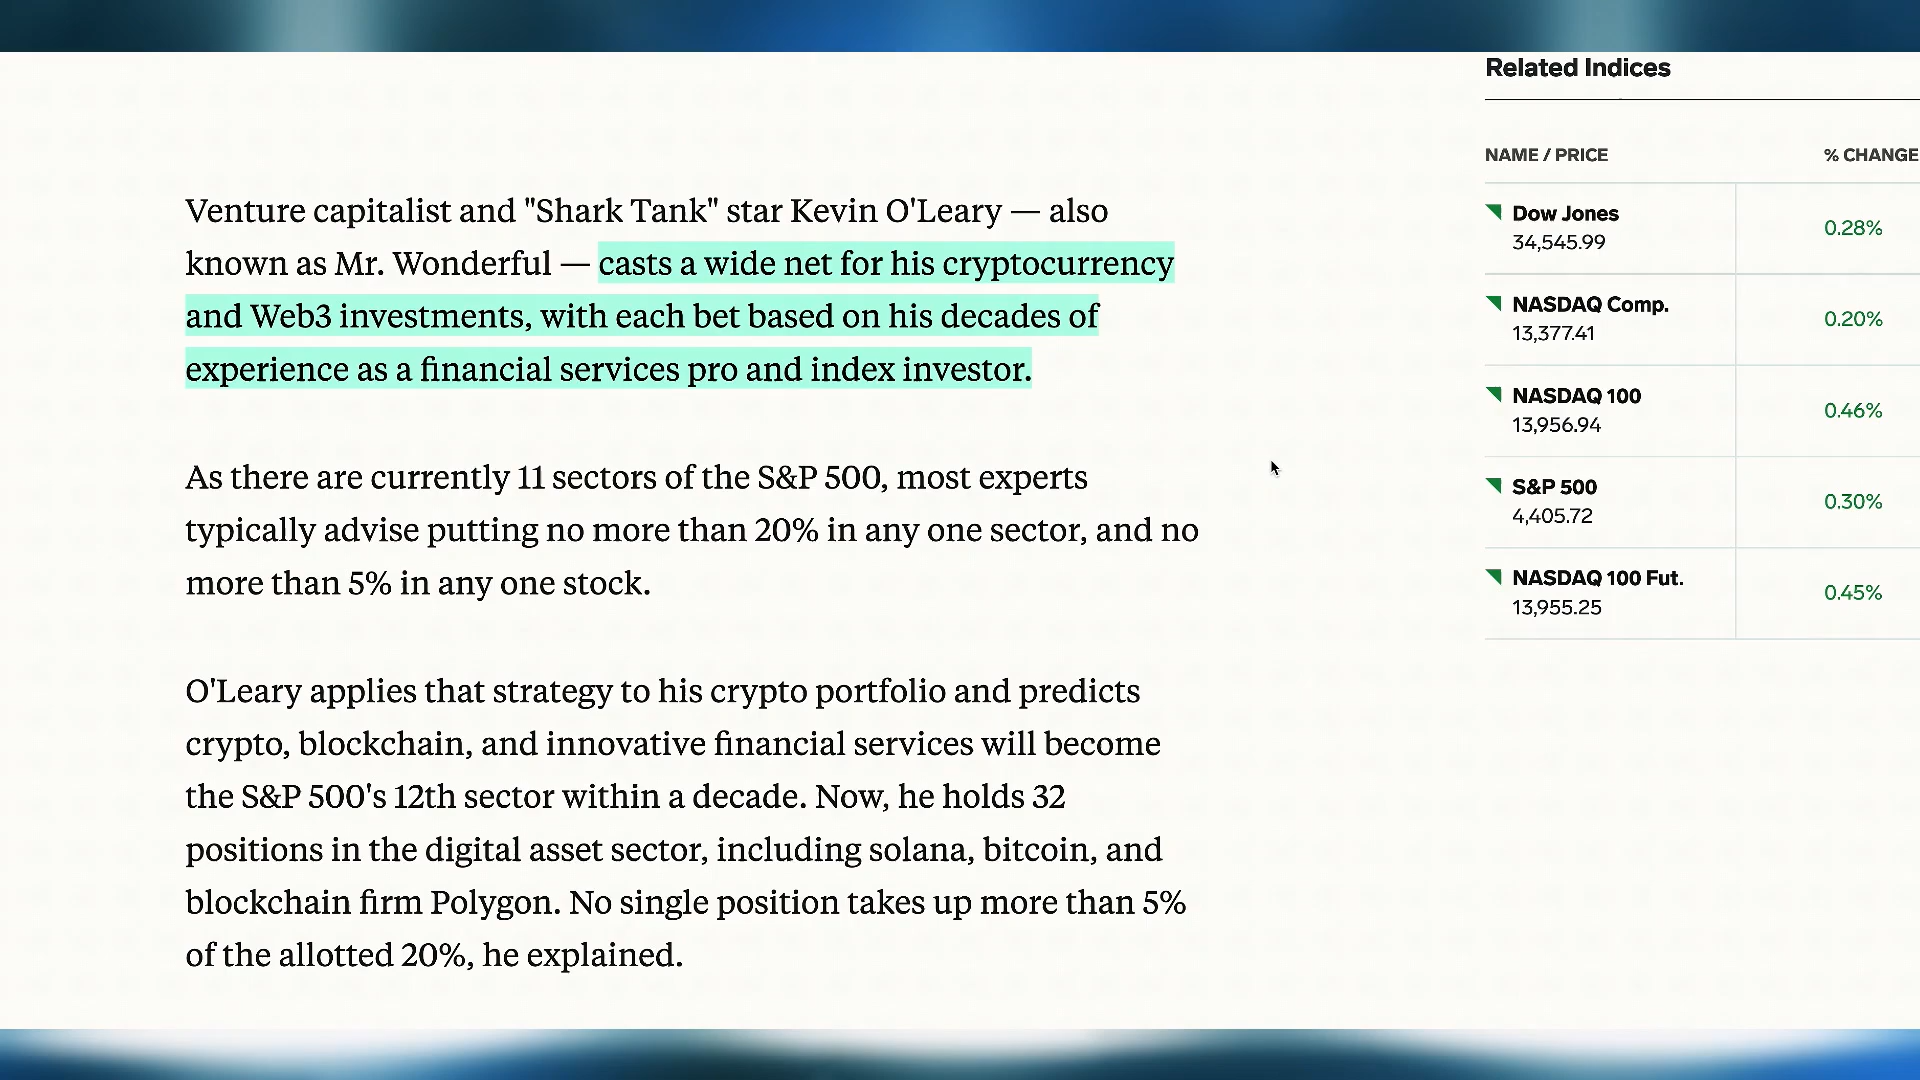 Venture capitalist and "Shark Tank" star Kevin O'Leary — also
known as Mr. Wonderful — casts a wide net for his cryptocurrency
and Web3 investments, with each bet based on his decades of
experience as a financial services pro and index investor.
As there are currently 11 sectors of the S&P 500, most experts
typically advise putting no more than 20% in any one sector, and no
more than 5% in any one stock.
O'Leary applies that strategy to his crypto portfolio and predicts
crypto, blockchain, and innovative financial services will become
the S&P 500's 12th sector within a decade. Now, he holds 32
positions in the digital asset sector, including solana, bitcoin, and
blockchain firm Polygon. No single position takes up more than 5%
of the allotted 20%, he explained.
Related Indices
NAME / PRICE % CHANGE
Dow Jones
34,545.99 0.28%
NASDAQ Comp.
13,377.41 0.20%
NASDAQ 100
13,956.94 0.46%
S&P 500
4,405.72 0.30%
NASDAQ 100 Fut.
13,955.25 0.45%